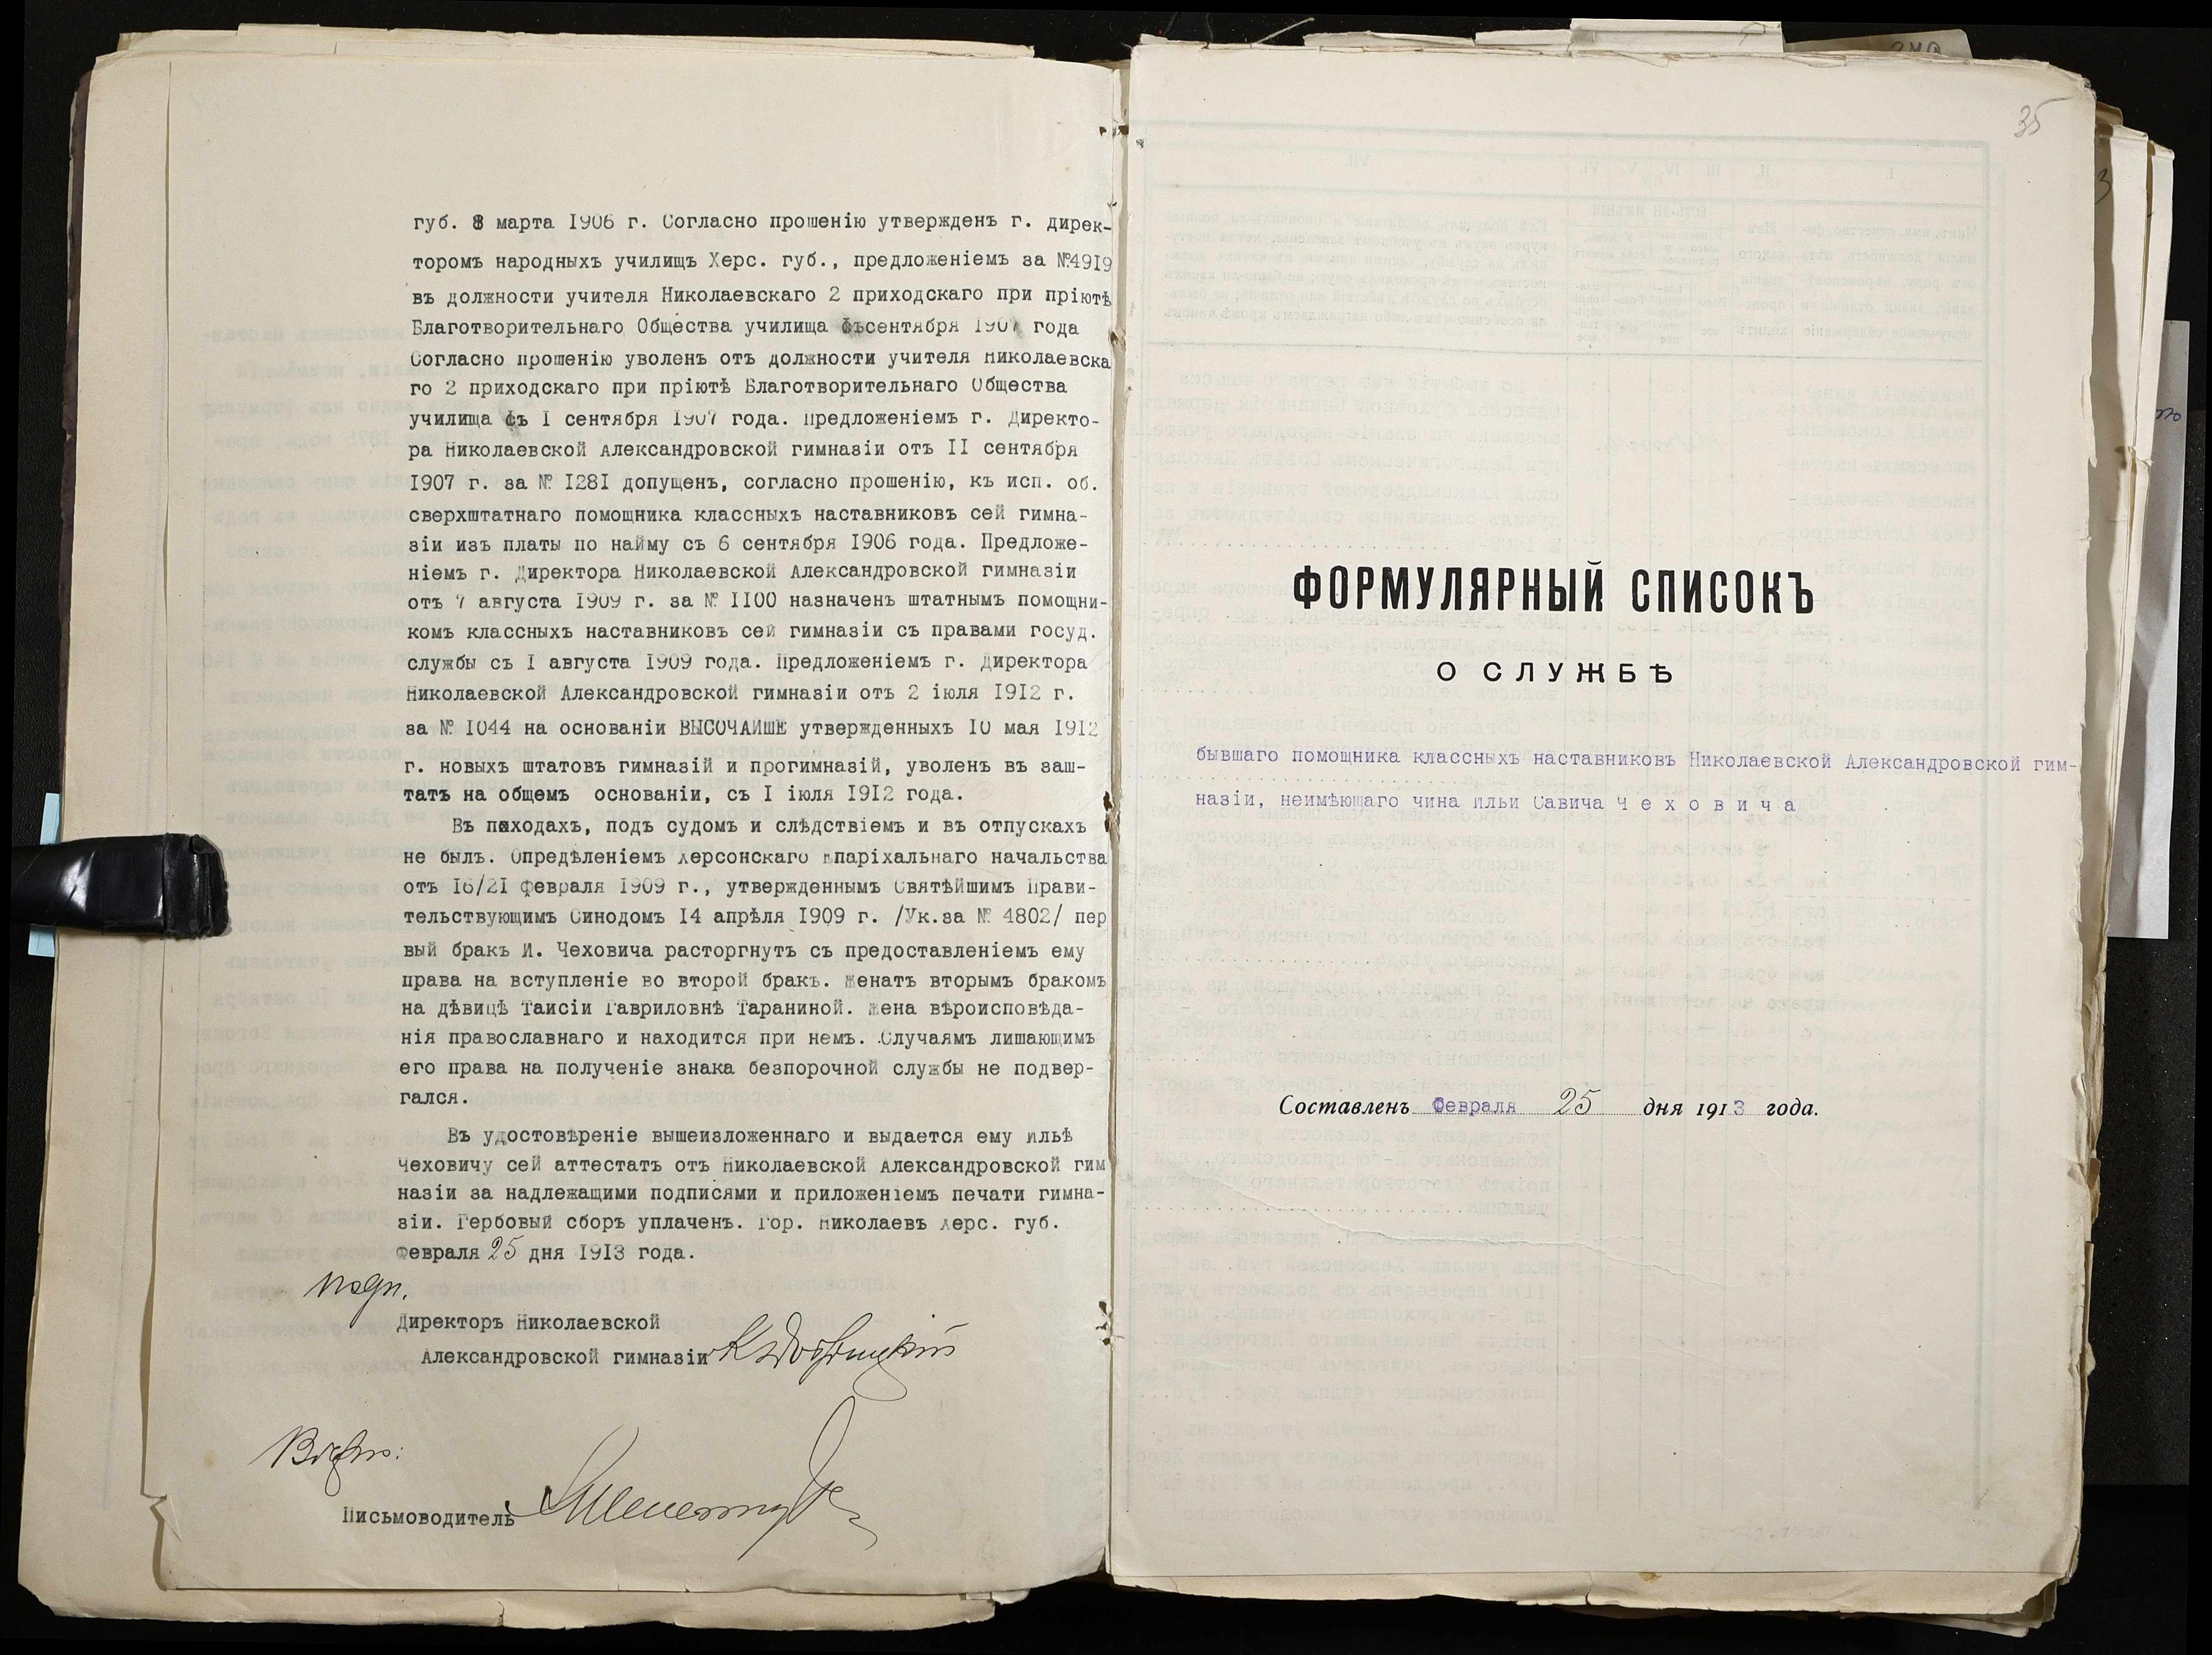 губ. 8 марта 1906 г. Согласно прошенію утвержденъ г. дирек-
торомъ народныхъ училищъ Херс. губ., предложеніемъ за №4919
въ должности учителя Николаевскаго 2 приходскаго при пріютѣ
Благотворительнаго Общества училища сентября 1907 года
Согласно прошенію уволенъ отъ должности учителя Николаевска
го 2 приходскаго при пріютѣ Благотворительнаго Общества
училища съ I сентября 1907 года. Предложеніемъ г. Директо-
ра Николаевской Александровской гимназіи отъ II сентября
1907 г. за № I28I допущенъ, согласно прошенію, къ исп. об.
сверхштатнаго помощника классныхъ наставниковъ сей гимна-
зіи изъ платы по найму съ 6 сентября 1906 года. Предложе-
ніемъ г. Директора Николаевской Александровской гимназіи
отъ 7 августа 1909 г. за № II00 назначенъ штатнымъ помощни-
комъ классныхъ наставниковъ сей гимназіи съ правами госуд.
службы съ I августа 1909 года. Предложеніемъ г. Директора
Николаевской Александровской гимназіи отъ 2 іюля 1912 г.
за № I044 на основаніи ВЫСОЧАЙШЕ утвержденныхъ 10 мая 1912
г. новыхъ штатовъ гимназій и прогимназій, уволенъ въ заш-
татъ на общемъ основаніи, съ I іюля 1912 года.
Въ походахъ, подъ судомъ и слѣдствіемъ и въ отпускахъ
не былъ. Опредѣленіемъ Херсонскаго Епархіальнаго начальства
отъ 16/21 февраля 1909 г., утвержденнымъ Святѣйшимъ Прави-
тельствующимъ Синодомъ 14 апрѣля 1909 г. /Ук.за № 4802/ пер
вый бракъ И. Чеховича расторгнутъ съ предоставленіемъ ему
права на вступленіе во второй бракъ. Женатъ вторымъ бракомъ
на дѣвицѣ Таисіи Гавриловнѣ Тараниной. Жена вѣроисповѣда-
нія православнаго и находится при немъ. Случаямъ лишающимъ
его права на полученіе знака безпорочной службы не подвер-
гался.
Въ удостовѣреніе вышеизложеннаго и выдается ему Ильѣ
Чеховичу сей аттестатъ отъ Николаевской Александровской гим
назіи за надлежащими подписями и приложеніемъ печати гимна-
зіи. Гербовый сборъ уплаченъ. Гор. Николаевъ Херс. губ.
Февраля 25 дня 1913 года.
подп.
Директоръ Николаевской
Александровской гимназіи
Вѣрно:
Письмоводитель
35
ФОРМУЛЯРНЫЙ СПИСОКЪ
О СЛУЖБѢ
бывшаго помощника классныхъ наставниковъ Николаевской Александровской гим-
назіи, неимѣющаго чина Ильи Савича Ч е х о в и ч а
Составленъ Февраля 25 дня 1913 года.